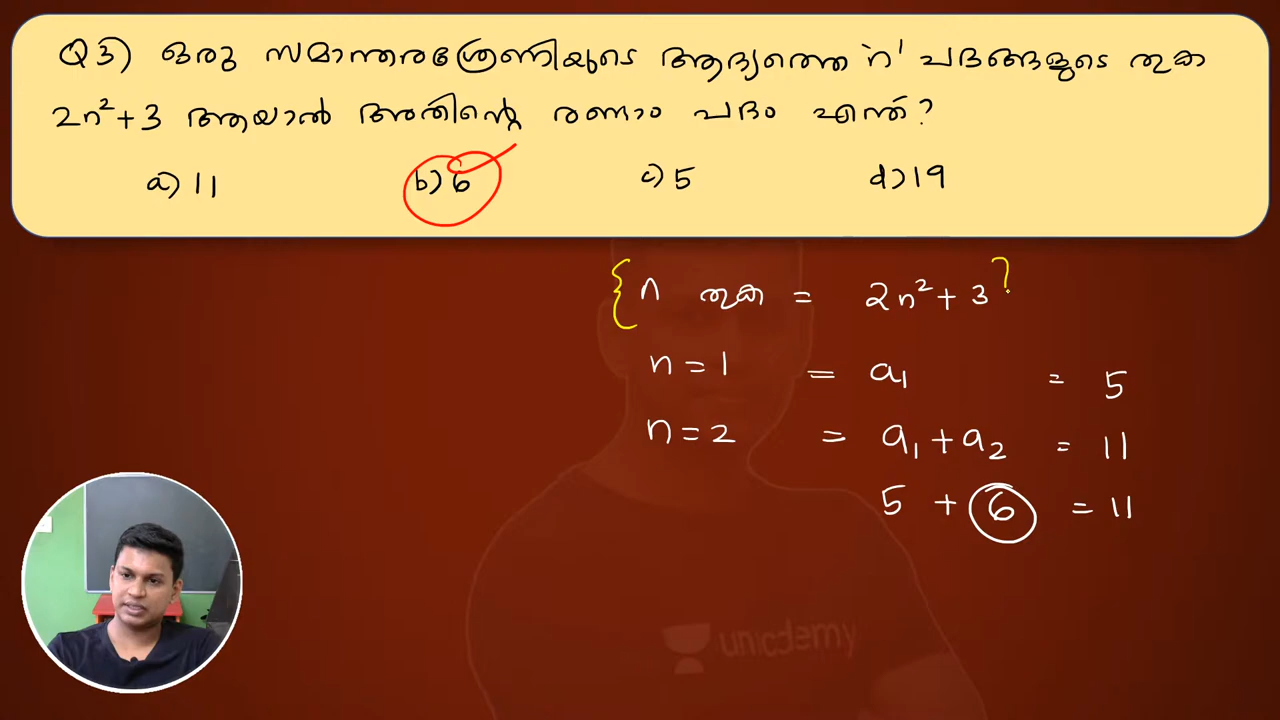 Q3) ഒരു സമാന്തരശ്രേണിയുടെ ആദ്യത്തെ 'n' പദങ്ങളുടെ തുക
2n²+3 ആയാൽ അതിന്റെ രണ്ടാം പദം എന്ത്?
a) 11 b) 6 c) 5 d) 19
{ n തുക = 2n² + 3 }
n = 1 = a₁ = 5
n = 2 = a₁ + a₂ = 11
5 + 6 = 11
unacademy